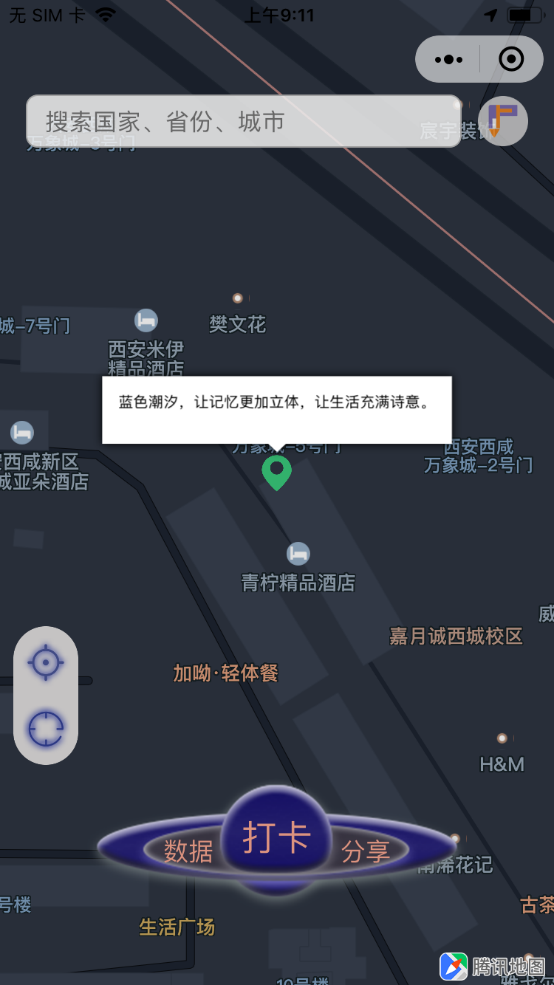 无 SIM 卡
上午9:11
搜索国家、省份、城市
宸宇装饰
万象城-3号门
城-7号门
樊文花
西安米伊
精品酒店
蓝色潮汐，让记忆更加立体，让生活充满诗意。
万象城-5号门
西安西咸
万象城-2号门
西咸新区
城亚朵酒店
青柠精品酒店
威
嘉月诚西城校区
加呦·轻体餐
H&M
打卡
数据
分享
南浠花记
号楼
古茶
生活广场
腾讯地图
10号楼